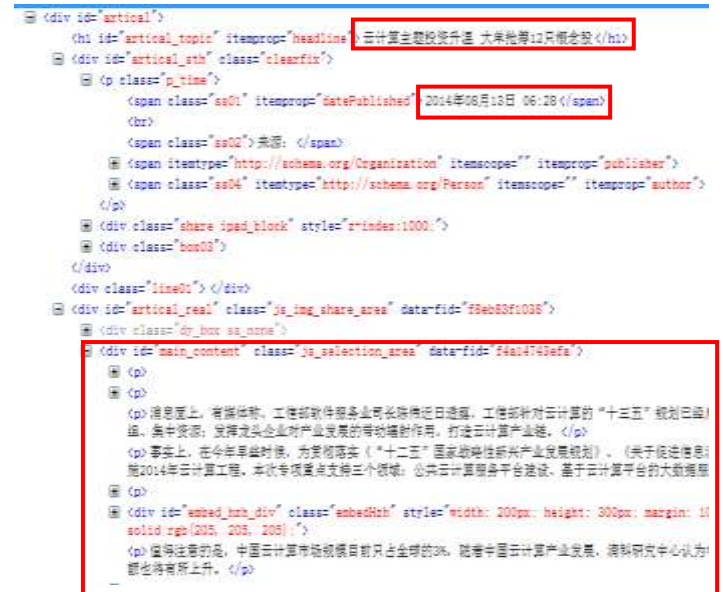 <div id="artical">
<h1 id="artical_topic" itemprop="headline">云计算主题投资升温 大单抢筹12只概念股</h1>
<div id="artical_sth" class="clearfix">
<p class="p_time">
<span class="ss01" itemprop="datePublished">2014年08月13日 06:28</span>
<br>
<span class="ss02">来源: </span>
<span itemtype="http://schema.org/Organization" itemscope="" itemprop="publisher">
<span class="ss04" itemtype="http://schema.org/Person" itemscope="" itemprop="author">
</p>
<div class="share ipad_block" style="z-index:1000;">
<div class="box03">
</div>
<div class="line01"></div>
<div id="artical_real" class="js_img_share_area" data-fid="f8eb83f1036">
<div class="dy_box ss_none">
<div id="main_content" class="js_selection_area" data-fid="f4a14743efa">
<p>
<p>
<p>消息面上，有媒体称，工信部软件服务业司长陈伟近日透露，工信部针对云计算的“十三五”规划已经
组、集中资源；发挥龙头企业对产业发展的带动辐射作用，打造云计算产业链。</p>
<p>事实上，在今年早些时候，为贯彻落实《“十二五”国家战略性新兴产业发展规划》、《关于促进信息
施2014年云计算工程。本次专项重点支持三个领域：公共云计算服务平台建设、基于云计算平台的大数据服
<p>
<div id="embed_hzh_div" class="embedHzh" style="width: 200px; height: 300px; margin: 10
solid rgb(205, 205, 205);">
<p>值得注意的是，中国云计算市场规模目前只占全球的3%，随着中国云计算产业发展，清科研究中心认为
额也将有所上升。</p>